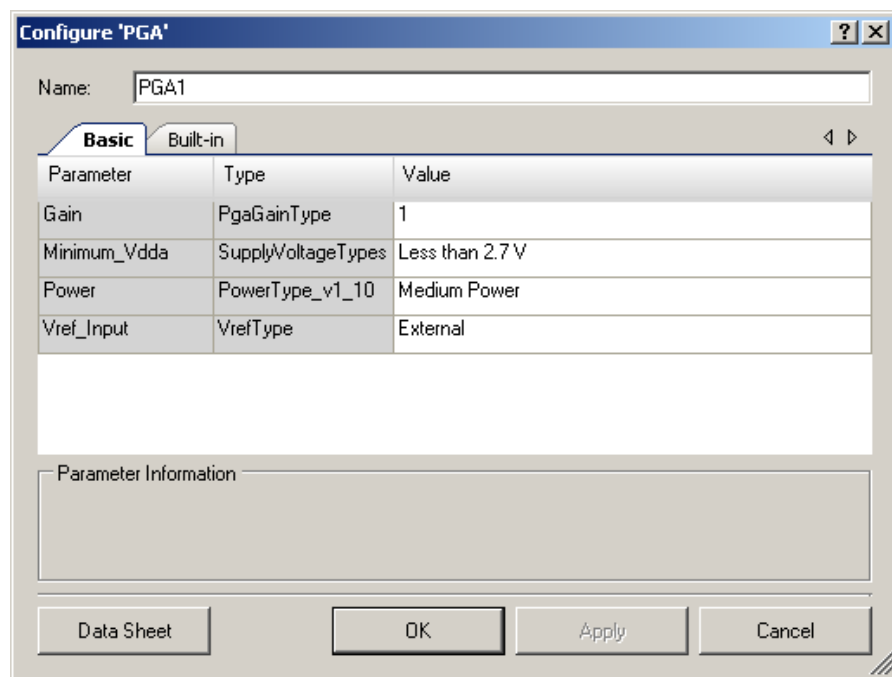 Configure 'PGA'
Name: PGA1
Basic Built-in
Parameter Type Value
Gain PgaGainType 1
Minimum_Vdda SupplyVoltageTypes Less than 2.7 V
Power PowerType_v1_10 Medium Power
Vref_Input VrefType External
Parameter Information
Data Sheet OK Apply Cancel